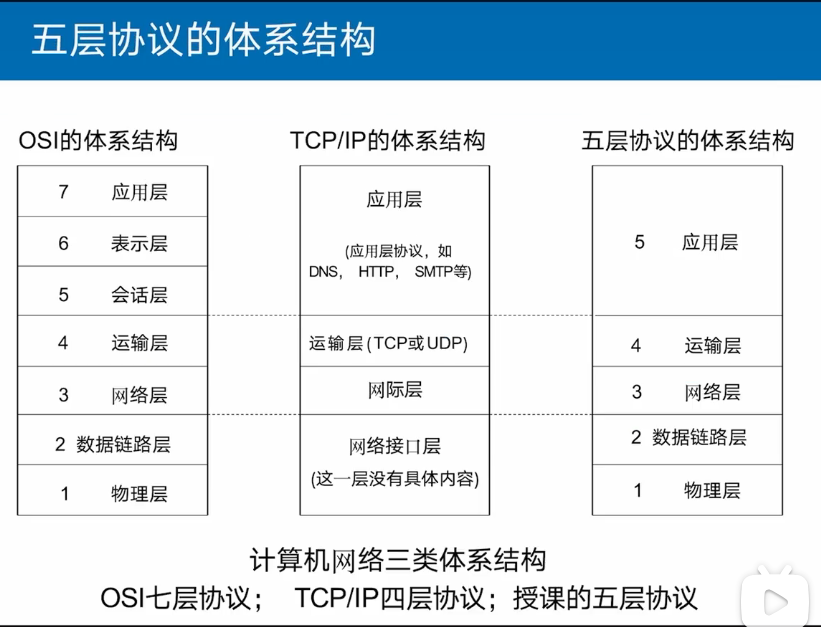 五层协议的体系结构
OSI的体系结构
7 应用层
6 表示层
5 会话层
4 运输层
3 网络层
2 数据链路层
1 物理层
TCP/IP的体系结构
应用层
(应用层协议，如
DNS， HTTP， SMTP等)
运输层(TCP或UDP)
网际层
网络接口层
(这一层没有具体内容)
五层协议的体系结构
5 应用层
4 运输层
3 网络层
2 数据链路层
1 物理层
计算机网络三类体系结构
OSI七层协议； TCP/IP四层协议；授课的五层协议